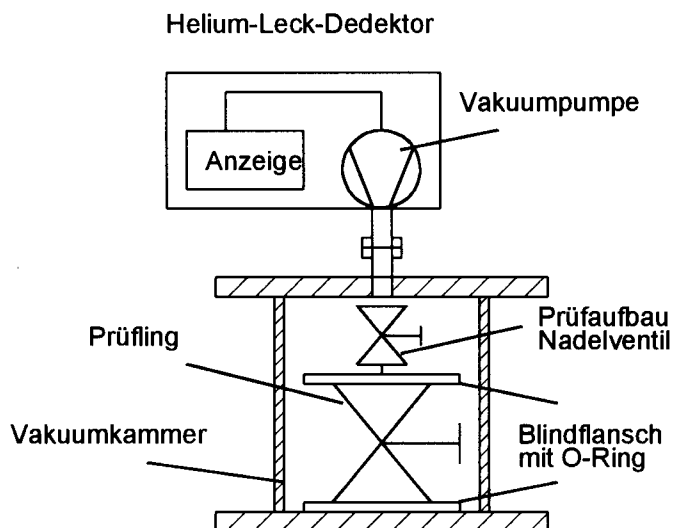 Helium-Leck-Dedektor
Vakuumpumpe
Anzeige
Prüfling
Prüfaufbau
Nadelventil
Vakuumkammer
Blindflansch
mit O-Ring